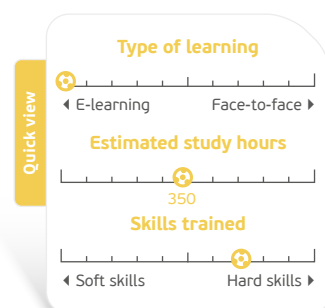 Quick view
Type of learning
◂ E-learning Face-to-face ▸
Estimated study hours
350
Skills trained
◂ Soft skills Hard skills ▸